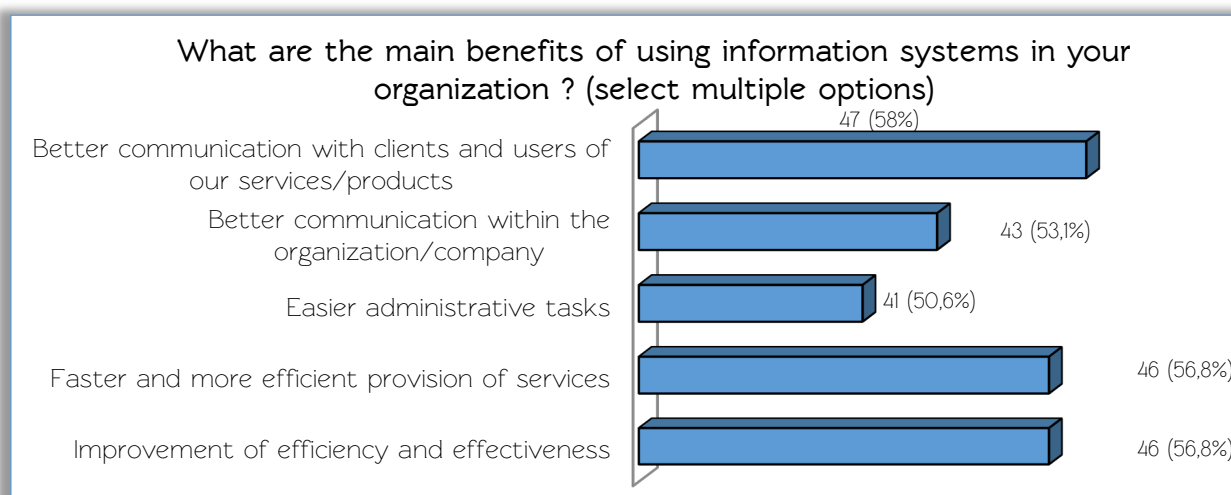 What are the main benefits of using information systems in your
organization ? (select multiple options)
47 (58%)
Better communication with clients and users of
our services/products
Better communication within the
organization/company
43 (53,1%)
Easier administrative tasks
41 (50,6%)
Faster and more efficient provision of services
46 (56,8%)
Improvement of efficiency and effectiveness
46 (56,8%)